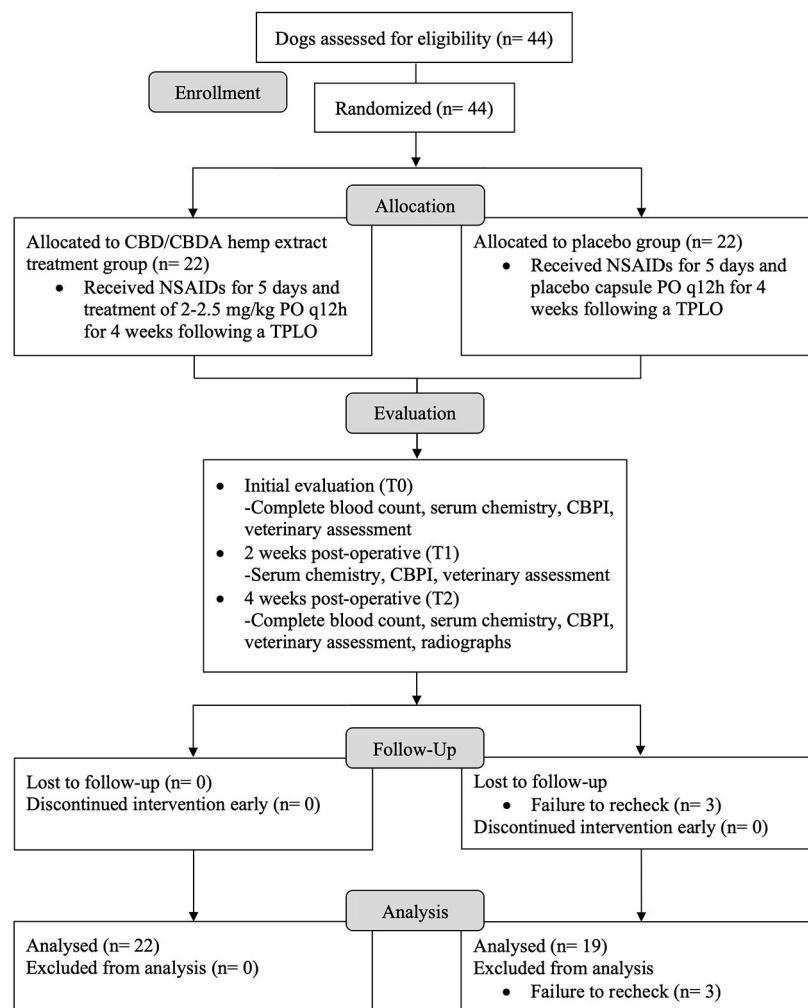 Dogs assessed for eligibility (n= 44)
Enrollment
Randomized (n= 44)
Allocation
Allocated to CBD/CBDA hemp extract
treatment group (n= 22)
• Received NSAIDs for 5 days and
treatment of 2-2.5 mg/kg PO q12h
for 4 weeks following a TPLO
Allocated to placebo group (n= 22)
• Received NSAIDs for 5 days and
placebo capsule PO q12h for 4
weeks following a TPLO
Evaluation
• Initial evaluation (T0)
-Complete blood count, serum chemistry, CBPI,
veterinary assessment
• 2 weeks post-operative (T1)
-Serum chemistry, CBPI, veterinary assessment
• 4 weeks post-operative (T2)
-Complete blood count, serum chemistry, CBPI,
veterinary assessment, radiographs
Follow-Up
Lost to follow-up (n= 0)
Discontinued intervention early (n= 0)
Lost to follow-up
• Failure to recheck (n= 3)
Discontinued intervention early (n= 0)
Analysis
Analysed (n= 22)
Excluded from analysis (n= 0)
Analysed (n= 19)
Excluded from analysis
• Failure to recheck (n= 3)